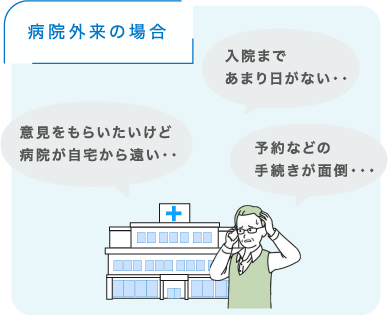 病院外来の場合
入院まで
あまり日がない・・
意見をもらいたいけど
病院が自宅から遠い・・
予約などの
手続きが面倒・・・